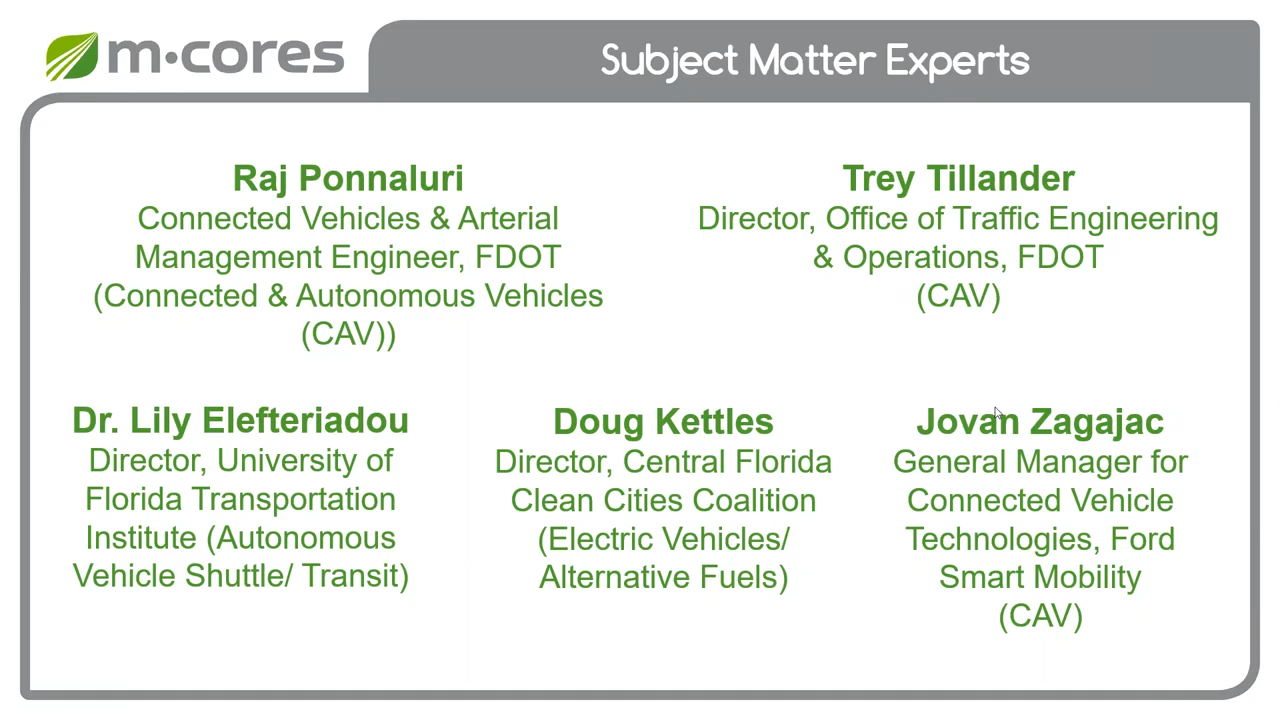 m·cores
Subject Matter Experts
Raj Ponnaluri
Connected Vehicles & Arterial
Management Engineer, FDOT
(Connected & Autonomous Vehicles
(CAV))
Trey Tillander
Director, Office of Traffic Engineering
& Operations, FDOT
(CAV)
Dr. Lily Elefteriadou
Director, University of
Florida Transportation
Institute (Autonomous
Vehicle Shuttle/ Transit)
Doug Kettles
Director, Central Florida
Clean Cities Coalition
(Electric Vehicles/
Alternative Fuels)
Jovan Zagajac
General Manager for
Connected Vehicle
Technologies, Ford
Smart Mobility
(CAV)